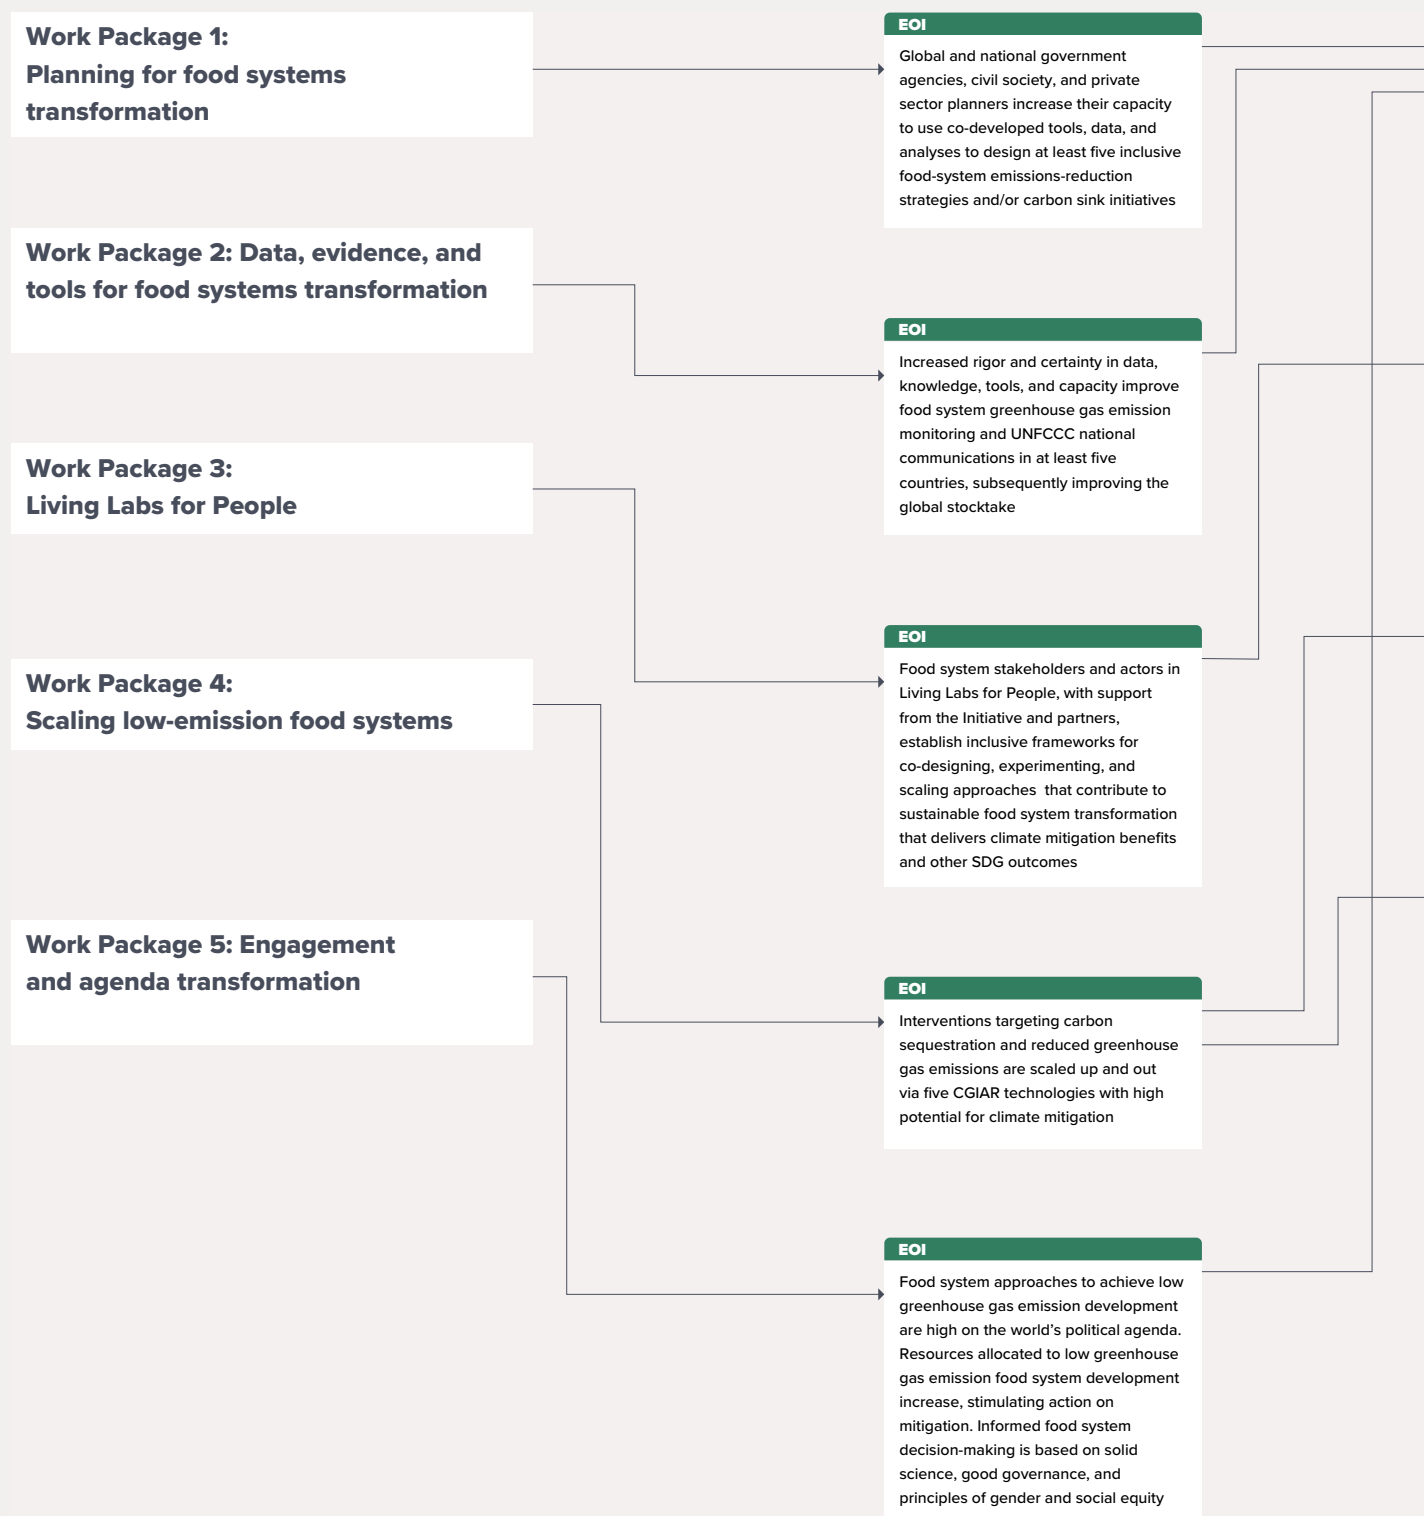 Work Package 1:
Planning for food systems
transformation
Work Package 2: Data, evidence, and
tools for food systems transformation
Work Package 3:
Living Labs for People
Work Package 4:
Scaling low-emission food systems
Work Package 5: Engagement
and agenda transformation
EOI
Global and national government
agencies, civil society, and private
sector planners increase their capacity
to use co-developed tools, data, and
analyses to design at least five inclusive
food-system emissions-reduction
strategies and/or carbon sink initiatives
EOI
Increased rigor and certainty in data,
knowledge, tools, and capacity improve
food system greenhouse gas emission
monitoring and UNFCCC national
communications in at least five
countries, subsequently improving the
global stocktake
EOI
Food system stakeholders and actors in
Living Labs for People, with support
from the Initiative and partners,
establish inclusive frameworks for
co-designing, experimenting, and
scaling approaches  that contribute to
sustainable food system transformation
that delivers climate mitigation benefits
and other SDG outcomes
EOI
Interventions targeting carbon
sequestration and reduced greenhouse
gas emissions are scaled up and out
via five CGIAR technologies with high
potential for climate mitigation
EOI
Food system approaches to achieve low
greenhouse gas emission development
are high on the world’s political agenda.
Resources allocated to low greenhouse
gas emission food system development
increase, stimulating action on
mitigation. Informed food system
decision-making is based on solid
science, good governance, and
principles of gender and social equity